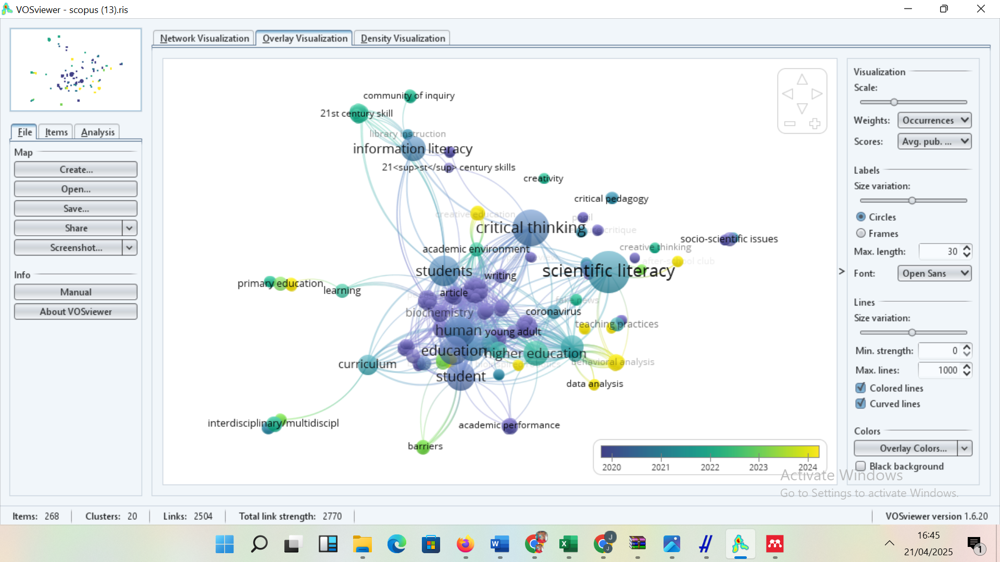 VOSviewer - scopus (13).ris
Network Visualization
Overlay Visualization
Density Visualization
File
Items
Analysis
Map
Create...
Open...
Save...
Share
Screenshot...
Info
Manual
About VOSviewer
community of inquiry
21st century skill
library instruction
information literacy
21<sup>st</sup> century skills
creativity
critical pedagogy
creative education
critical thinking
critique
socio-scientific issues
creative thinking
academic environment
after-school club
students
writing
scientific literacy
primary education
learning
article
fake news
biochemistry
coronavirus
teaching practices
human
young adult
education
higher education
behavioral analysis
curriculum
bioinspired robotics
student
data analysis
interdisciplinary/multidiscipl
academic performance
barriers
2020
2021
2022
2023
2024
Visualization
Scale:
Weights:
Occurrences
Scores:
Avg. pub. ...
Labels
Size variation:
Circles
Frames
Max. length:
30
Font:
Open Sans
Lines
Size variation:
Min. strength:
0
Max. lines:
1000
Colored lines
Curved lines
Colors
Overlay Colors...
Black background
Activate Windows
Go to Settings to activate Windows.
Items: 268
Clusters: 20
Links: 2504
Total link strength: 2770
VOSviewer version 1.6.20
16:45
21/04/2025
1